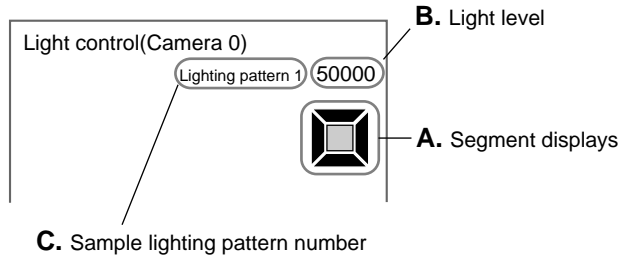 B. Light level
Light control(Camera 0)
Lighting pattern 1 50000
A. Segment displays
C. Sample lighting pattern number